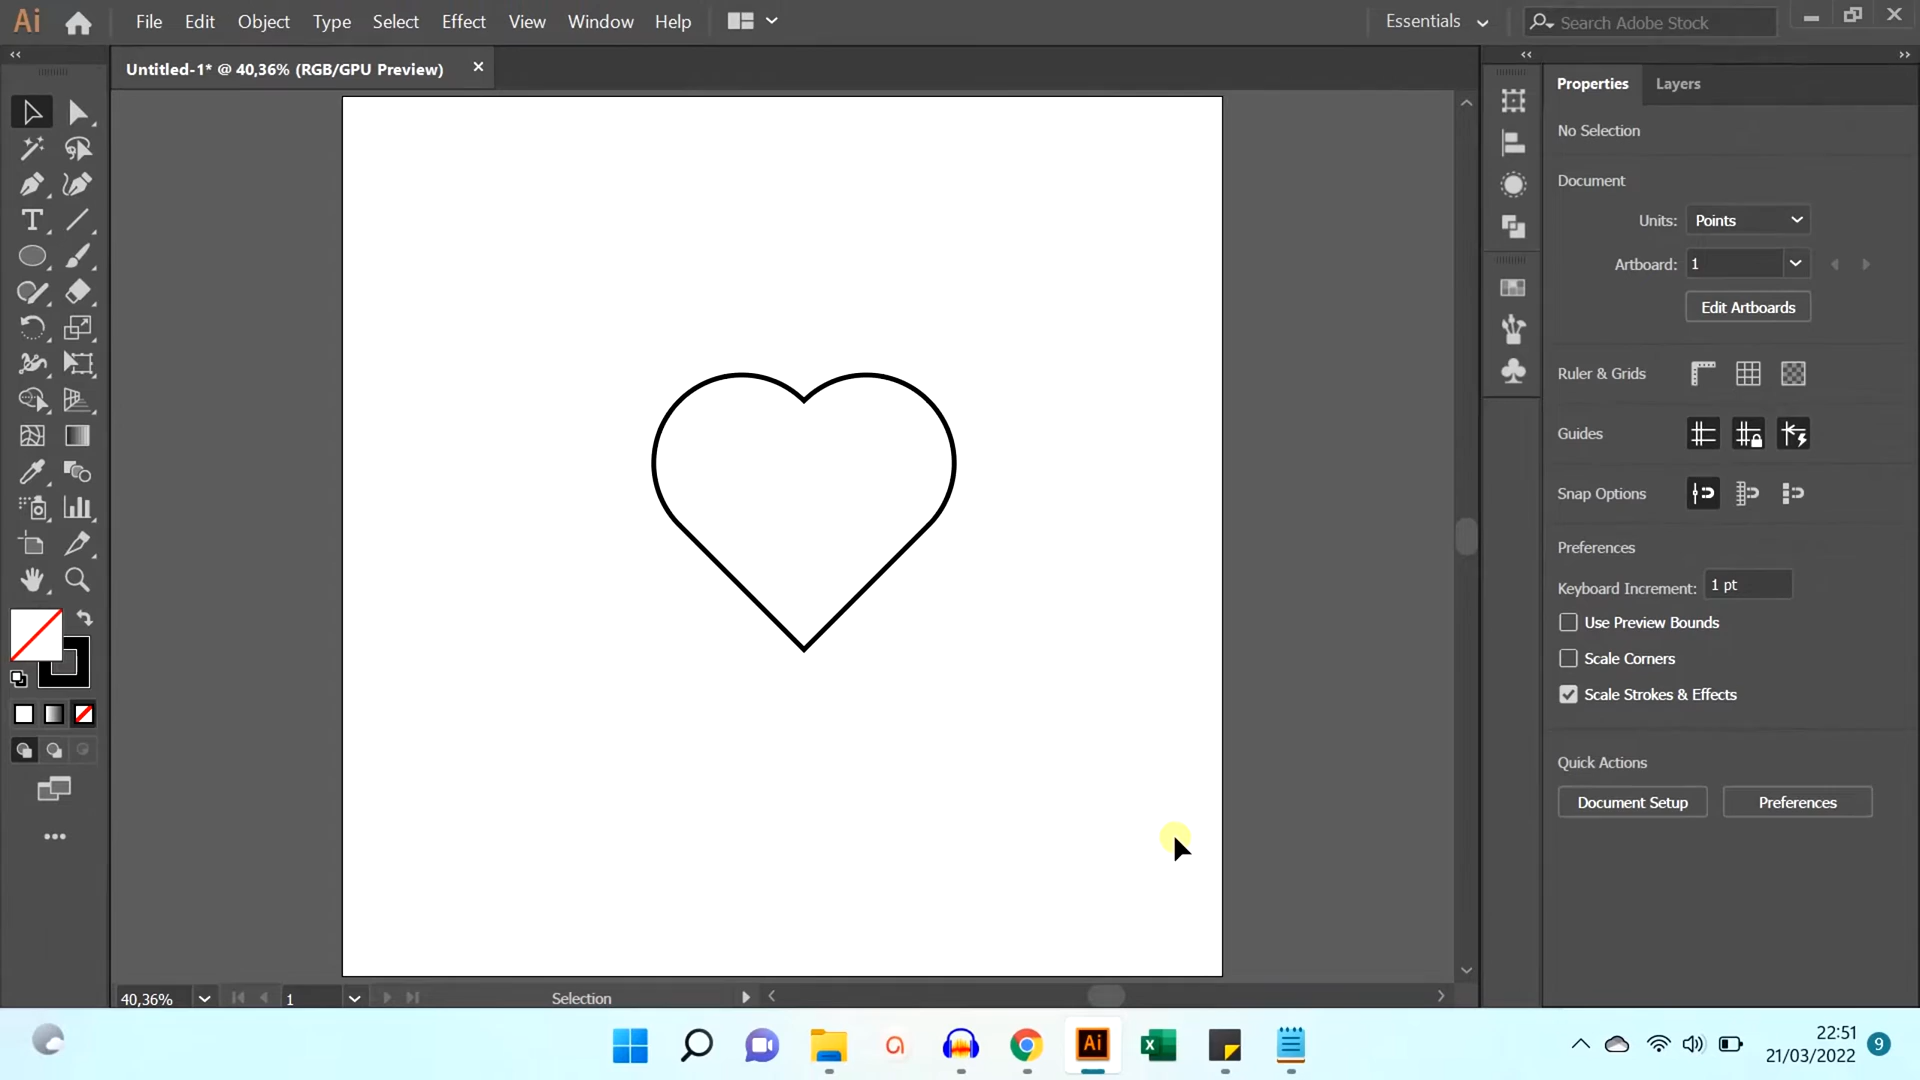 Ai File Edit Object Type Select Effect View Window Help Essentials Search Adobe Stock
Untitled-1* @ 40,36% (RGB/GPU Preview)
Properties Layers
No Selection
Document
Units: Points
Artboard: 1
Edit Artboards
Ruler & Grids
Guides
Snap Options
Preferences
Keyboard Increment: 1 pt
Use Preview Bounds
Scale Corners
Scale Strokes & Effects
Quick Actions
Document Setup Preferences
40,36% 1 Selection
Ai
22:51
21/03/2022
9